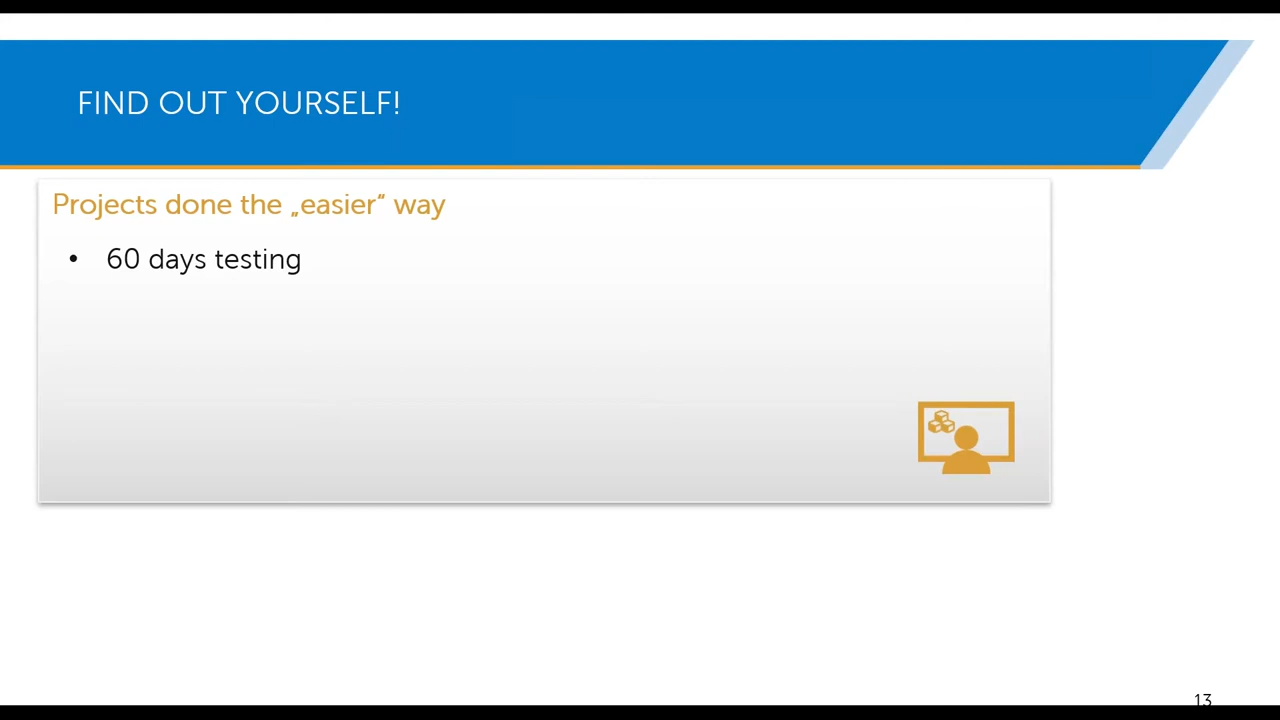 FIND OUT YOURSELF!
Projects done the „easier“ way
• 60 days testing
13